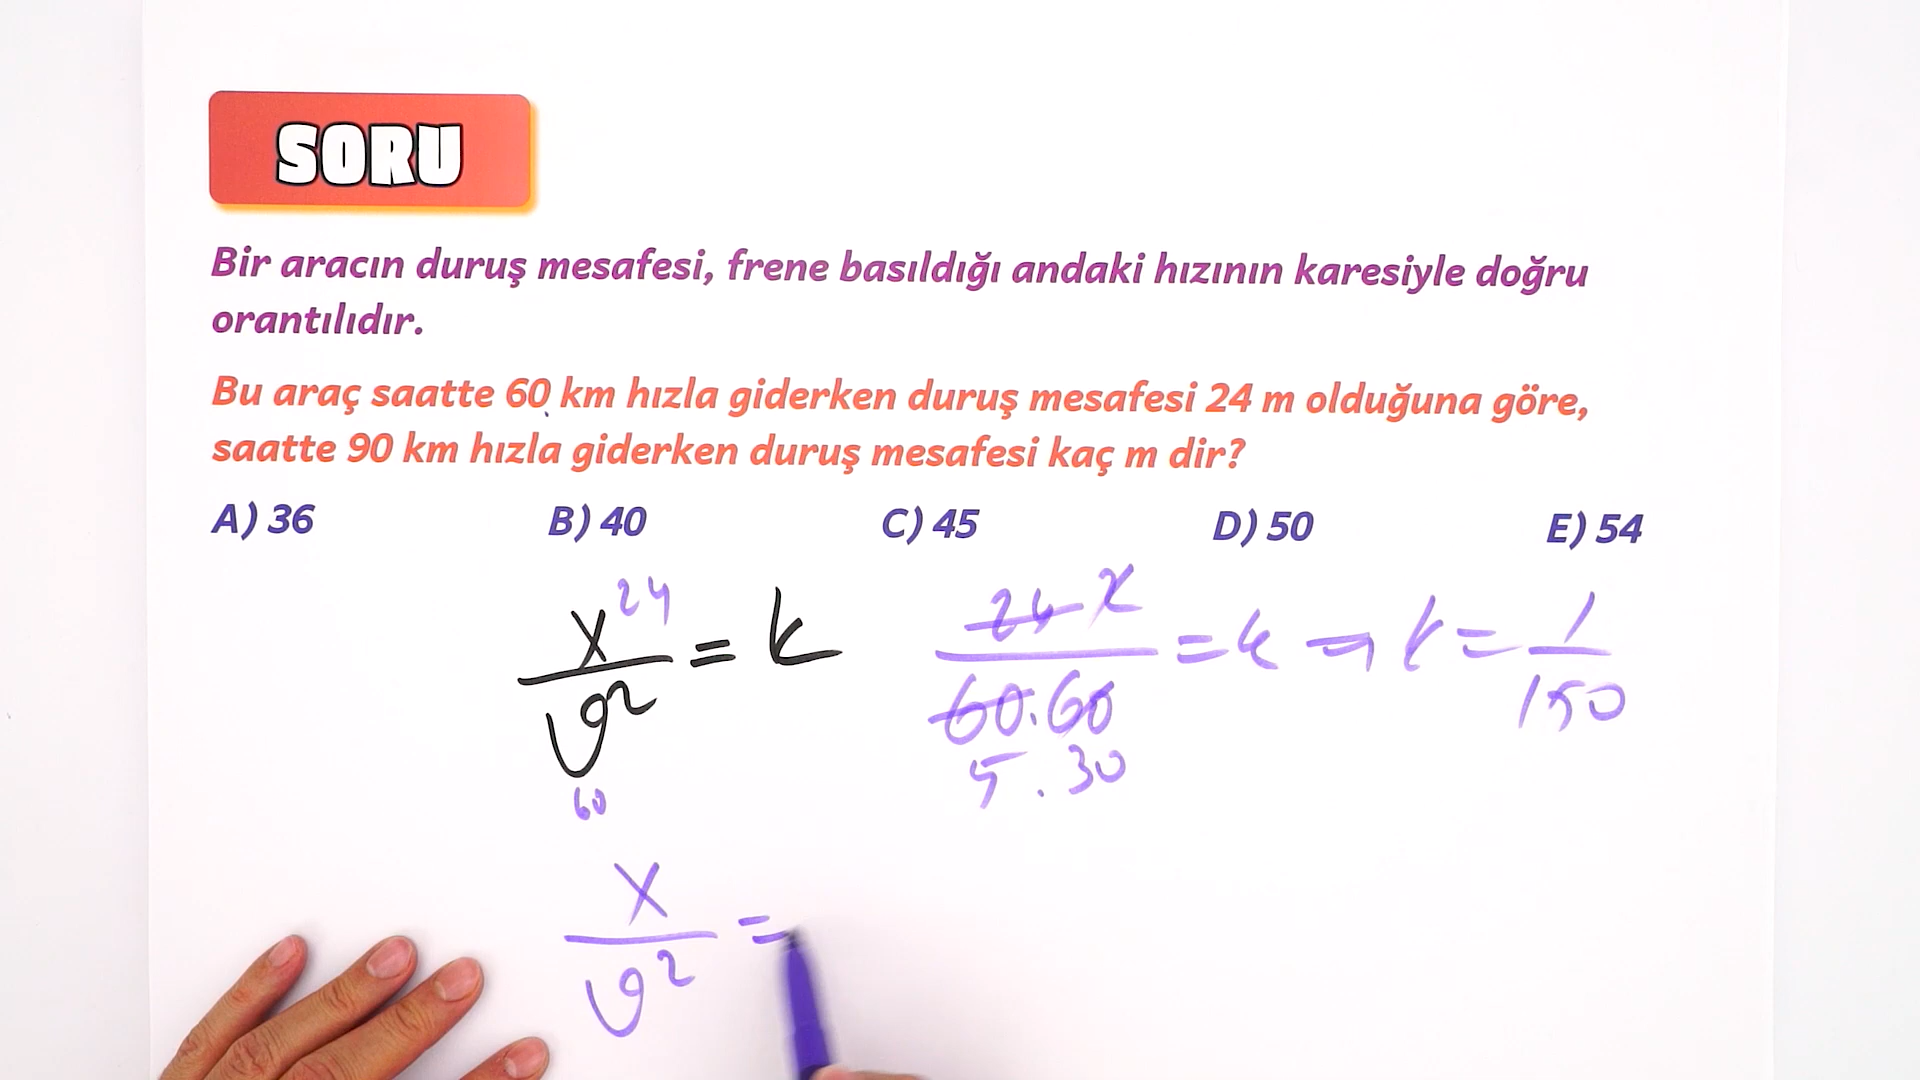 SORU
Bir aracın duruş mesafesi, frene basıldığı andaki hızının karesiyle doğru
orantılıdır.
Bu araç saatte 60 km hızla giderken duruş mesafesi 24 m olduğuna göre,
saatte 90 km hızla giderken duruş mesafesi kaç m dir?
A) 36 B) 40 C) 45 D) 50 E) 54
x 24
— = k
v²
60
24 x
— = k ⇒ k = 1/150
60.60
5 . 30
x
— =
v²